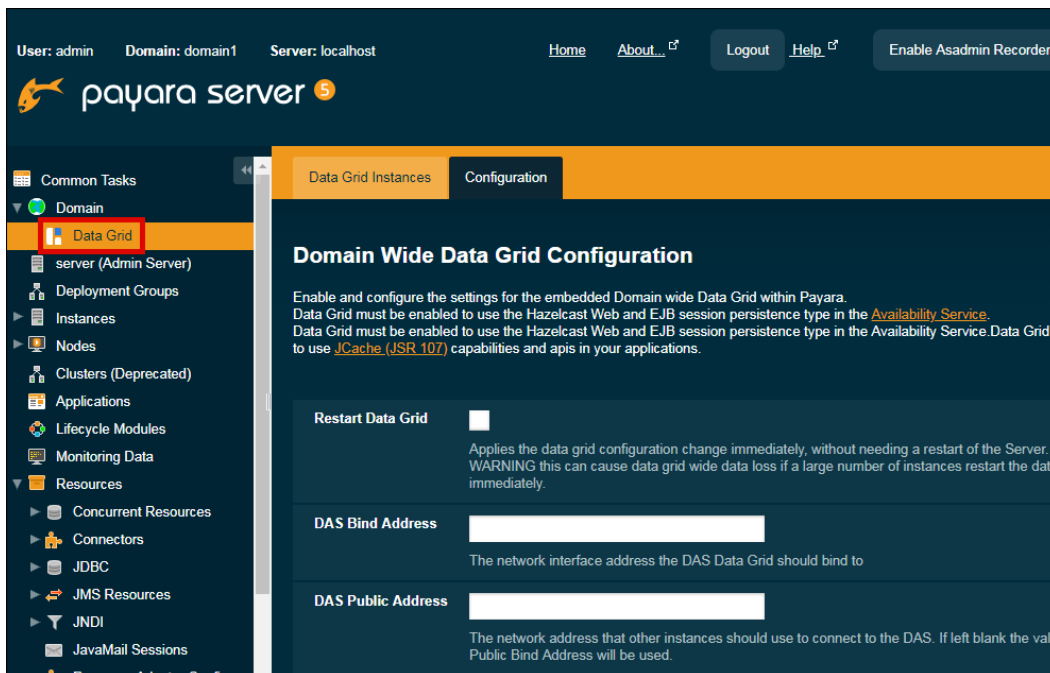 User: admin Domain: domain1 Server: localhost Home About... Logout Help Enable Asadmin Recorder
payara server 5
Common Tasks
Domain
Data Grid
server (Admin Server)
Deployment Groups
Instances
Nodes
Clusters (Deprecated)
Applications
Lifecycle Modules
Monitoring Data
Resources
Concurrent Resources
Connectors
JDBC
JMS Resources
JNDI
JavaMail Sessions
Data Grid Instances Configuration
Domain Wide Data Grid Configuration
Enable and configure the settings for the embedded Domain wide Data Grid within Payara.
Data Grid must be enabled to use the Hazelcast Web and EJB session persistence type in the Availability Service.
Data Grid must be enabled to use the Hazelcast Web and EJB session persistence type in the Availability Service.Data Grid
to use JCache (JSR 107) capabilities and apis in your applications.
Restart Data Grid
Applies the data grid configuration change immediately, without needing a restart of the Server.
WARNING this can cause data grid wide data loss if a large number of instances restart the dat
immediately.
DAS Bind Address
The network interface address the DAS Data Grid should bind to
DAS Public Address
The network address that other instances should use to connect to the DAS. If left blank the val
Public Bind Address will be used.